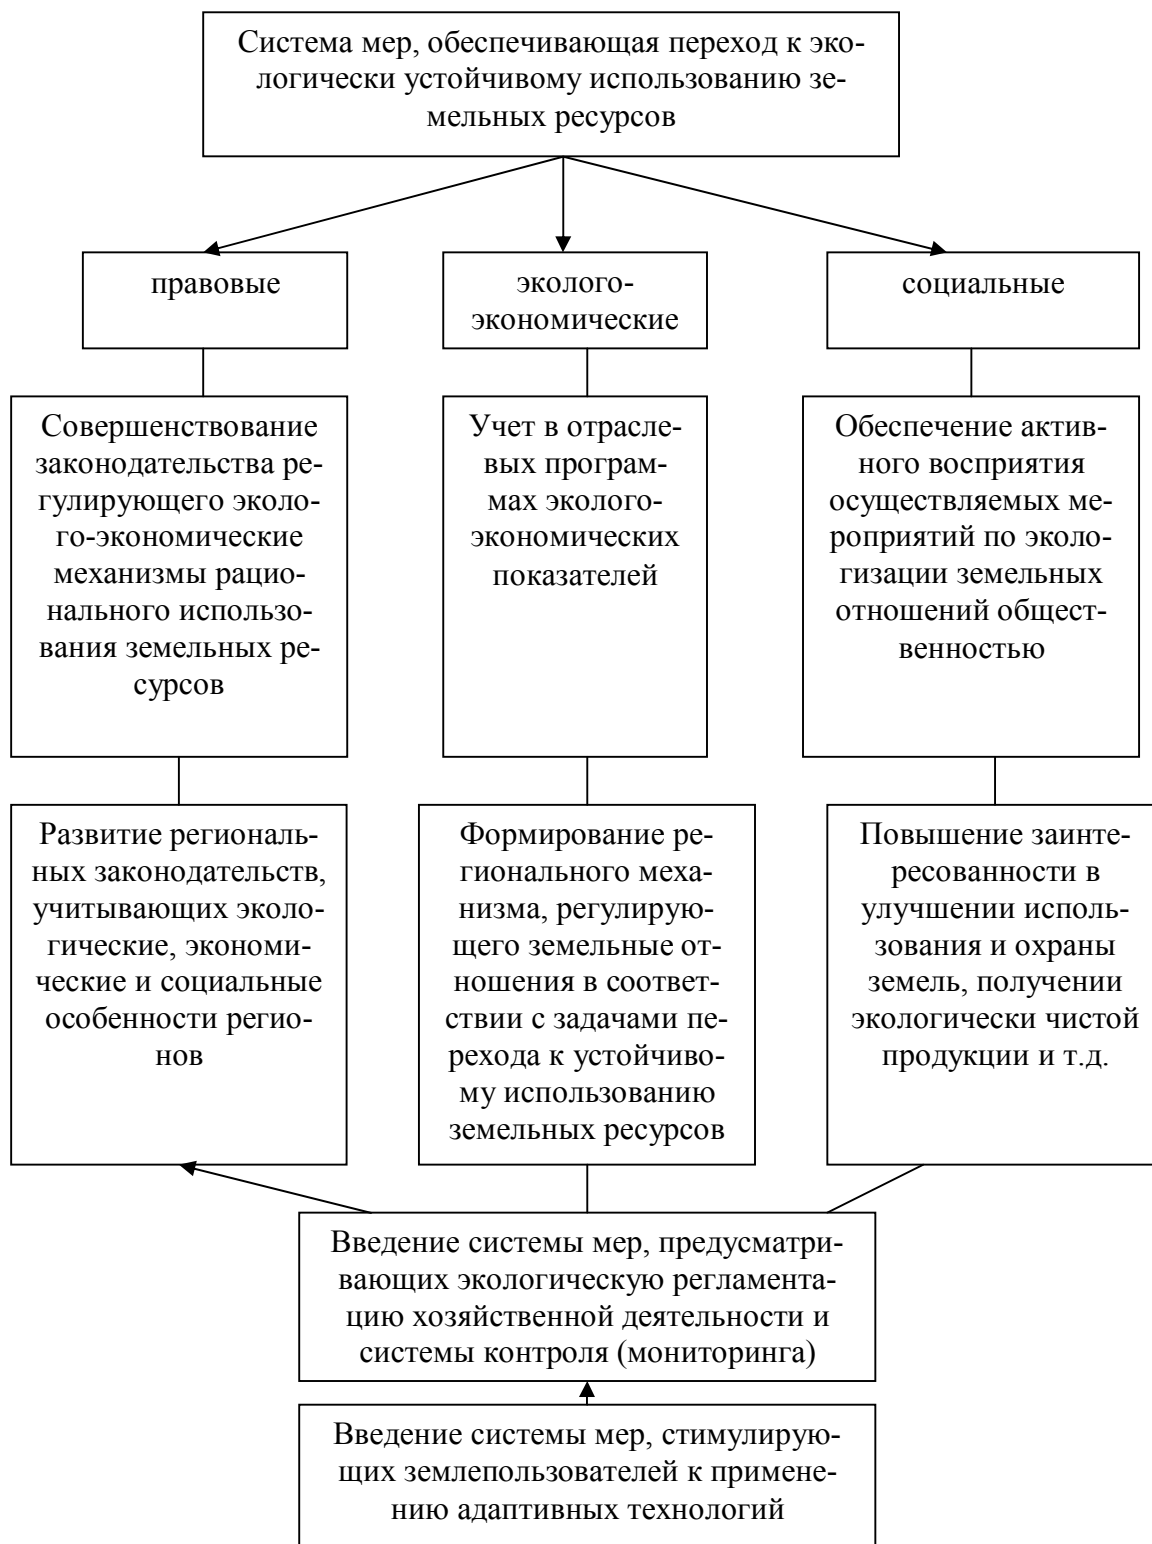 Система мер, обеспечивающая переход к эко-
логически устойчивому использованию зе-
мельных ресурсов
правовые
эколого-
экономические
социальные
Совершенствование
законодательства ре-
гулирующего эколо-
го-экономические
механизмы рацио-
нального использо-
вания земельных ре-
сурсов
Учет в отрасле-
вых програм-
мах эколого-
экономических
показателей
Обеспечение актив-
ного восприятия
осуществляемых ме-
роприятий по эколо-
гизации земельных
отношений общест-
венностью
Развитие региональ-
ных законодательств,
учитывающих эколо-
гические, экономи-
ческие и социальные
особенности регио-
нов
Формирование ре-
гионального меха-
низма, регулирую-
щего земельные от-
ношения в соответ-
ствии с задачами пе-
рехода к устойчиво-
му использованию
земельных ресурсов
Повышение заинте-
ресованности в
улучшении исполь-
зования и охраны
земель, получении
экологически чистой
продукции и т.д.
Введение системы мер, предусматри-
вающих экологическую регламента-
цию хозяйственной деятельности и
системы контроля (мониторинга)
Введение системы мер, стимулирую-
щих землепользователей к примене-
нию адаптивных технологий